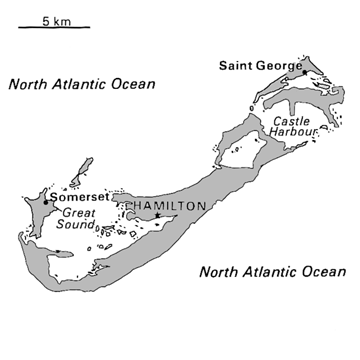 5 km
Saint George
North Atlantic Ocean
Castle
Harbour
Somerset
HAMILTON
Great
Sound
North Atlantic Ocean